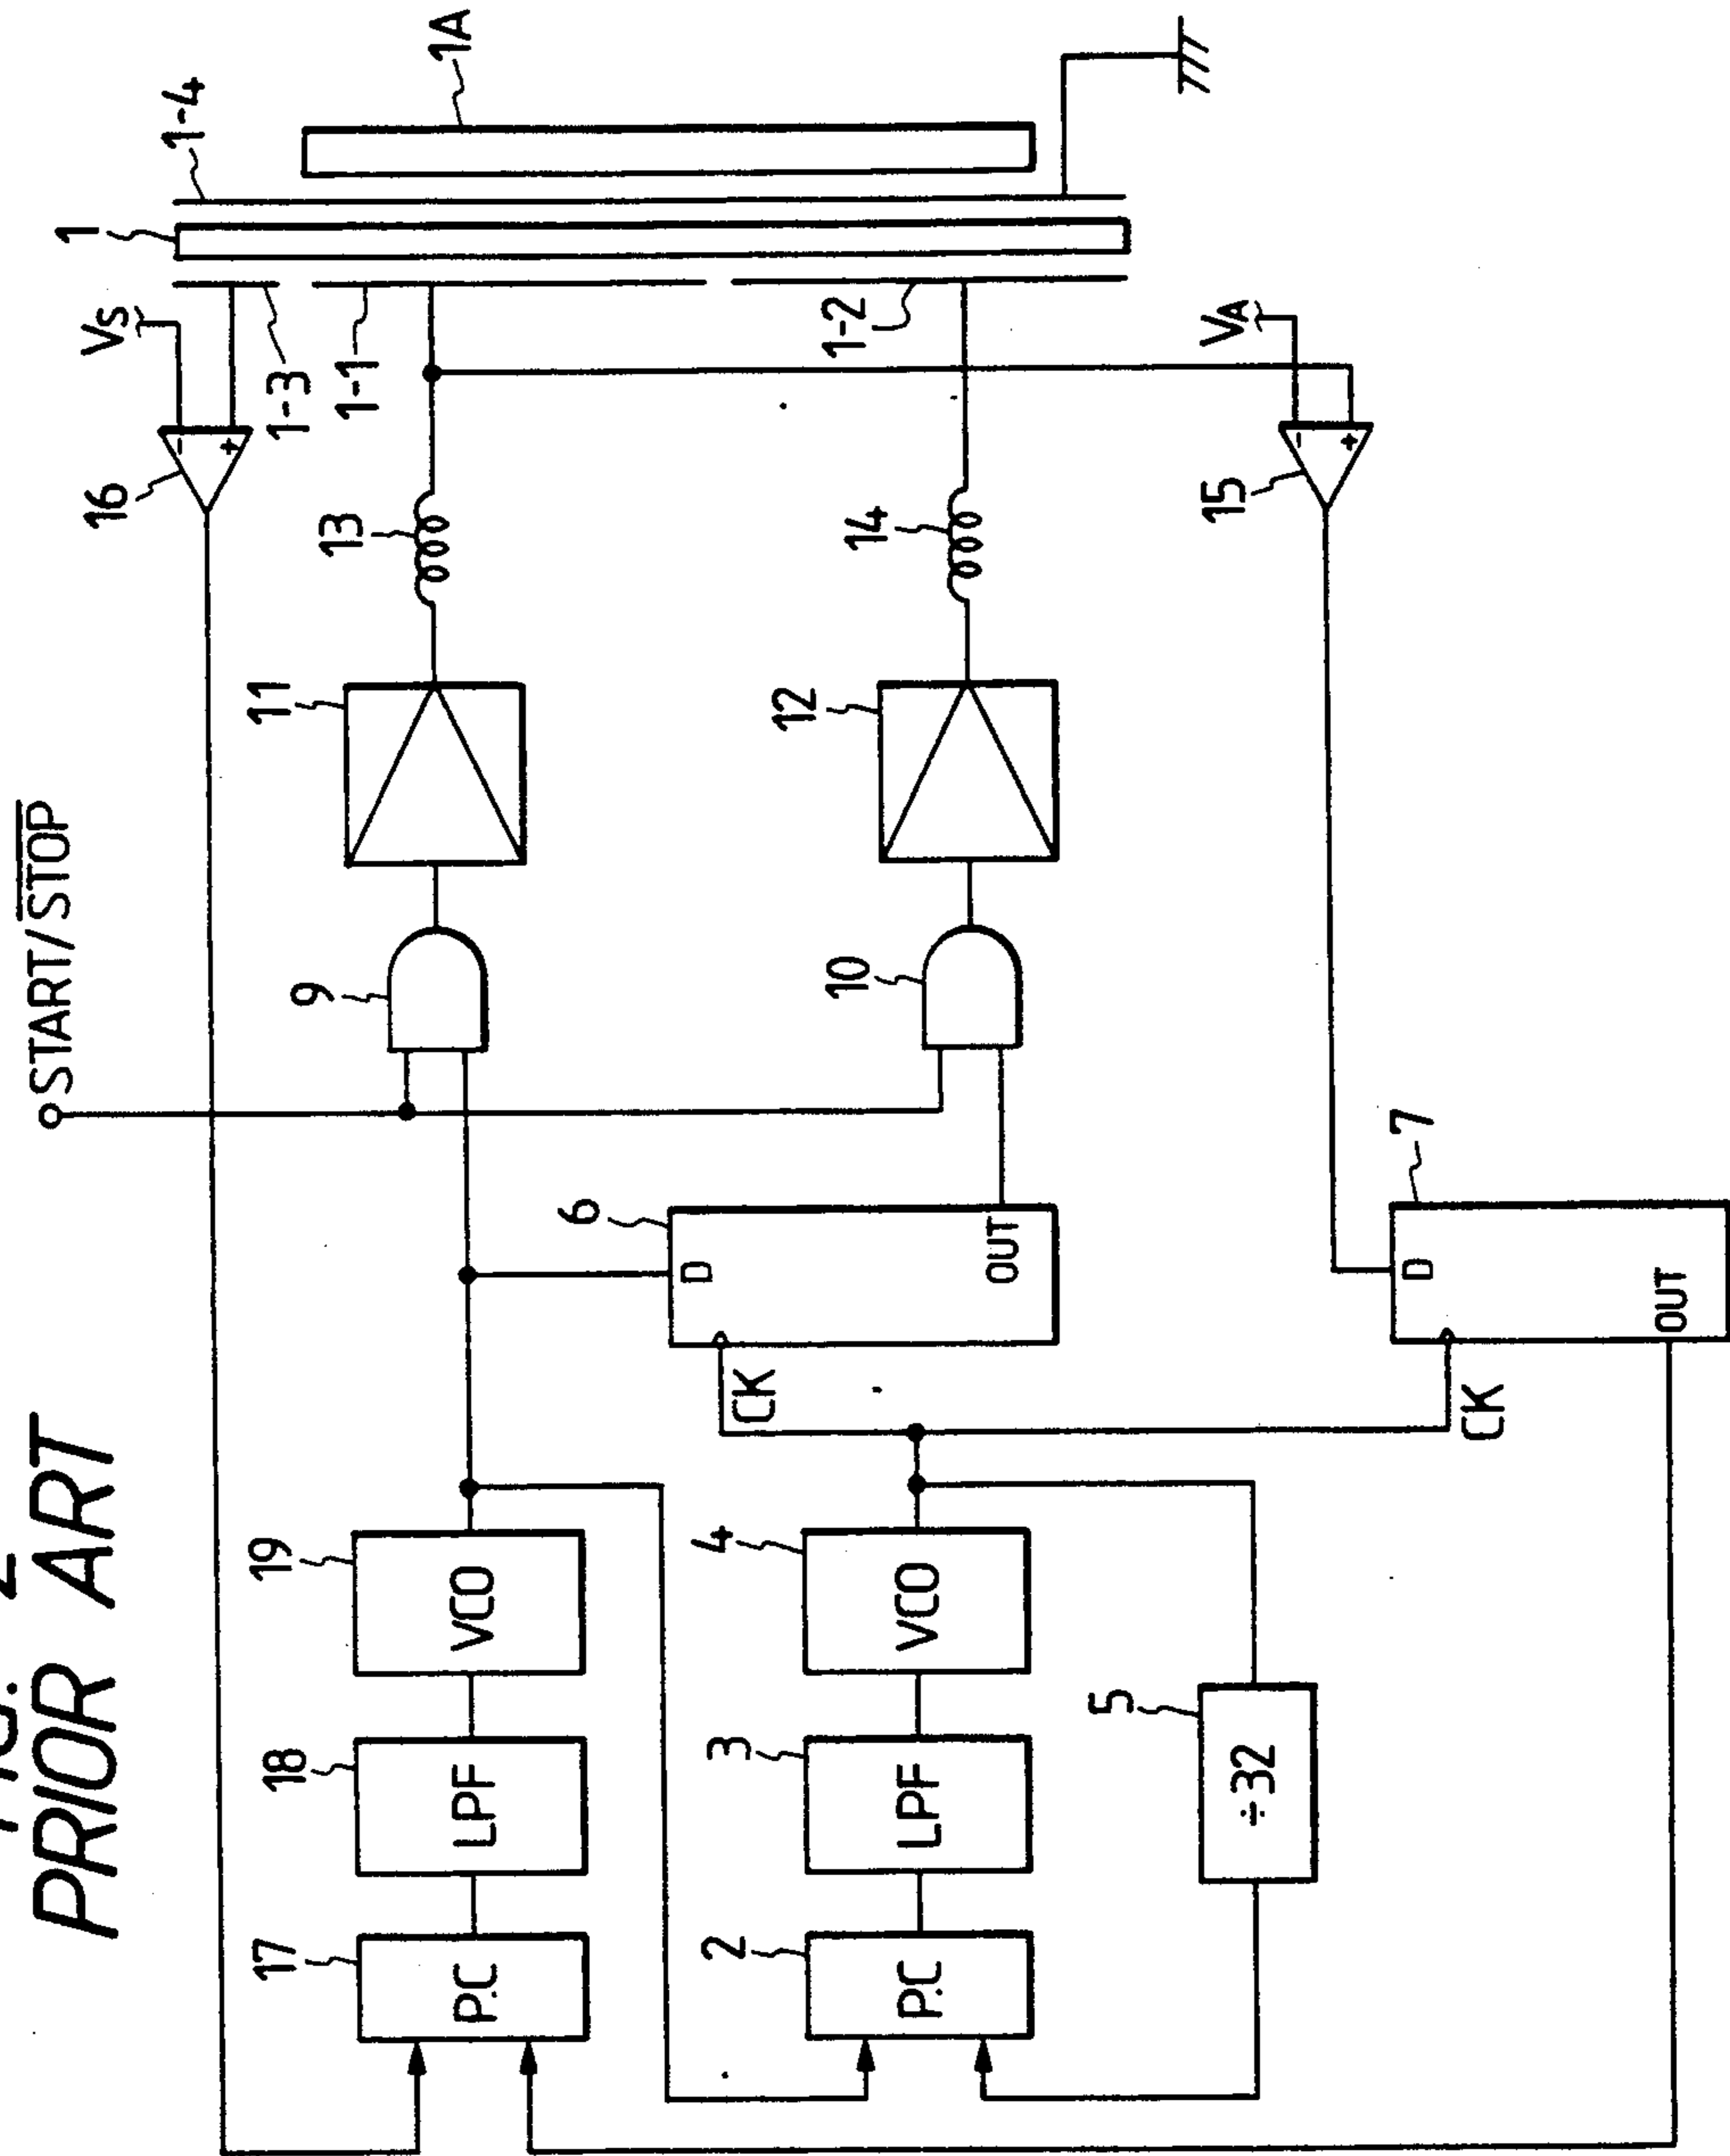 PRIOR ART
START/STOP
1
16
Vs
1-4
17
18
19
9
11
13
1-3
1-1
1A
P.C
LPF
VCO
6
D
CK
OUT
2
3
4
10
12
14
1-2
P.C
LPF
VCO
5
÷32
15
VA
7
D
CK
OUT
-
+
-
+